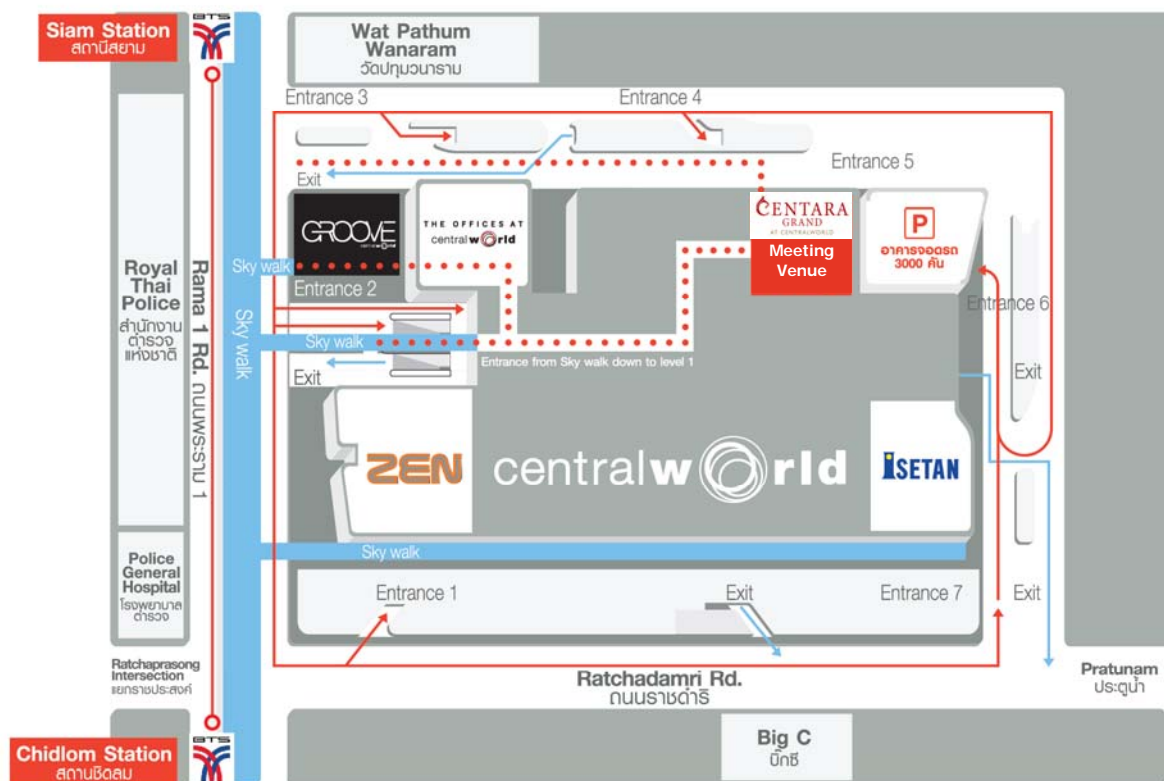 Siam Station
สถานีสยาม
BTS
Wat Pathum
Wanaram
วัดปทุมวนาราม
Entrance 3
Entrance 4
Entrance 5
Exit
GROOVE
centralwOrld
THE OFFICES AT
centralwOrld
CENTARA
GRAND
AT CENTRALWORLD
Meeting
Venue
P
อาคารจอดรถ
3000 คัน
Royal
Thai
Police
สำนักงาน
ตำรวจ
แห่งชาติ
Rama 1 Rd. ถนนพระราม 1
Sky walk
Sky walk
Entrance 2
Entrance 6
Sky walk
Entrance from Sky walk down to level 1
Exit
Exit
ZEN
centralwOrld
ISETAN
Sky walk
Police
General
Hospital
โรงพยาบาล
ตำรวจ
Entrance 1
Exit
Entrance 7
Exit
Ratchaprasong
Intersection
แยกราชประสงค์
Ratchadamri Rd.
ถนนราชดำริ
Pratunam
ประตูน้ำ
Chidlom Station
สถานชิดลม
BTS
Big C
บิ๊กซี